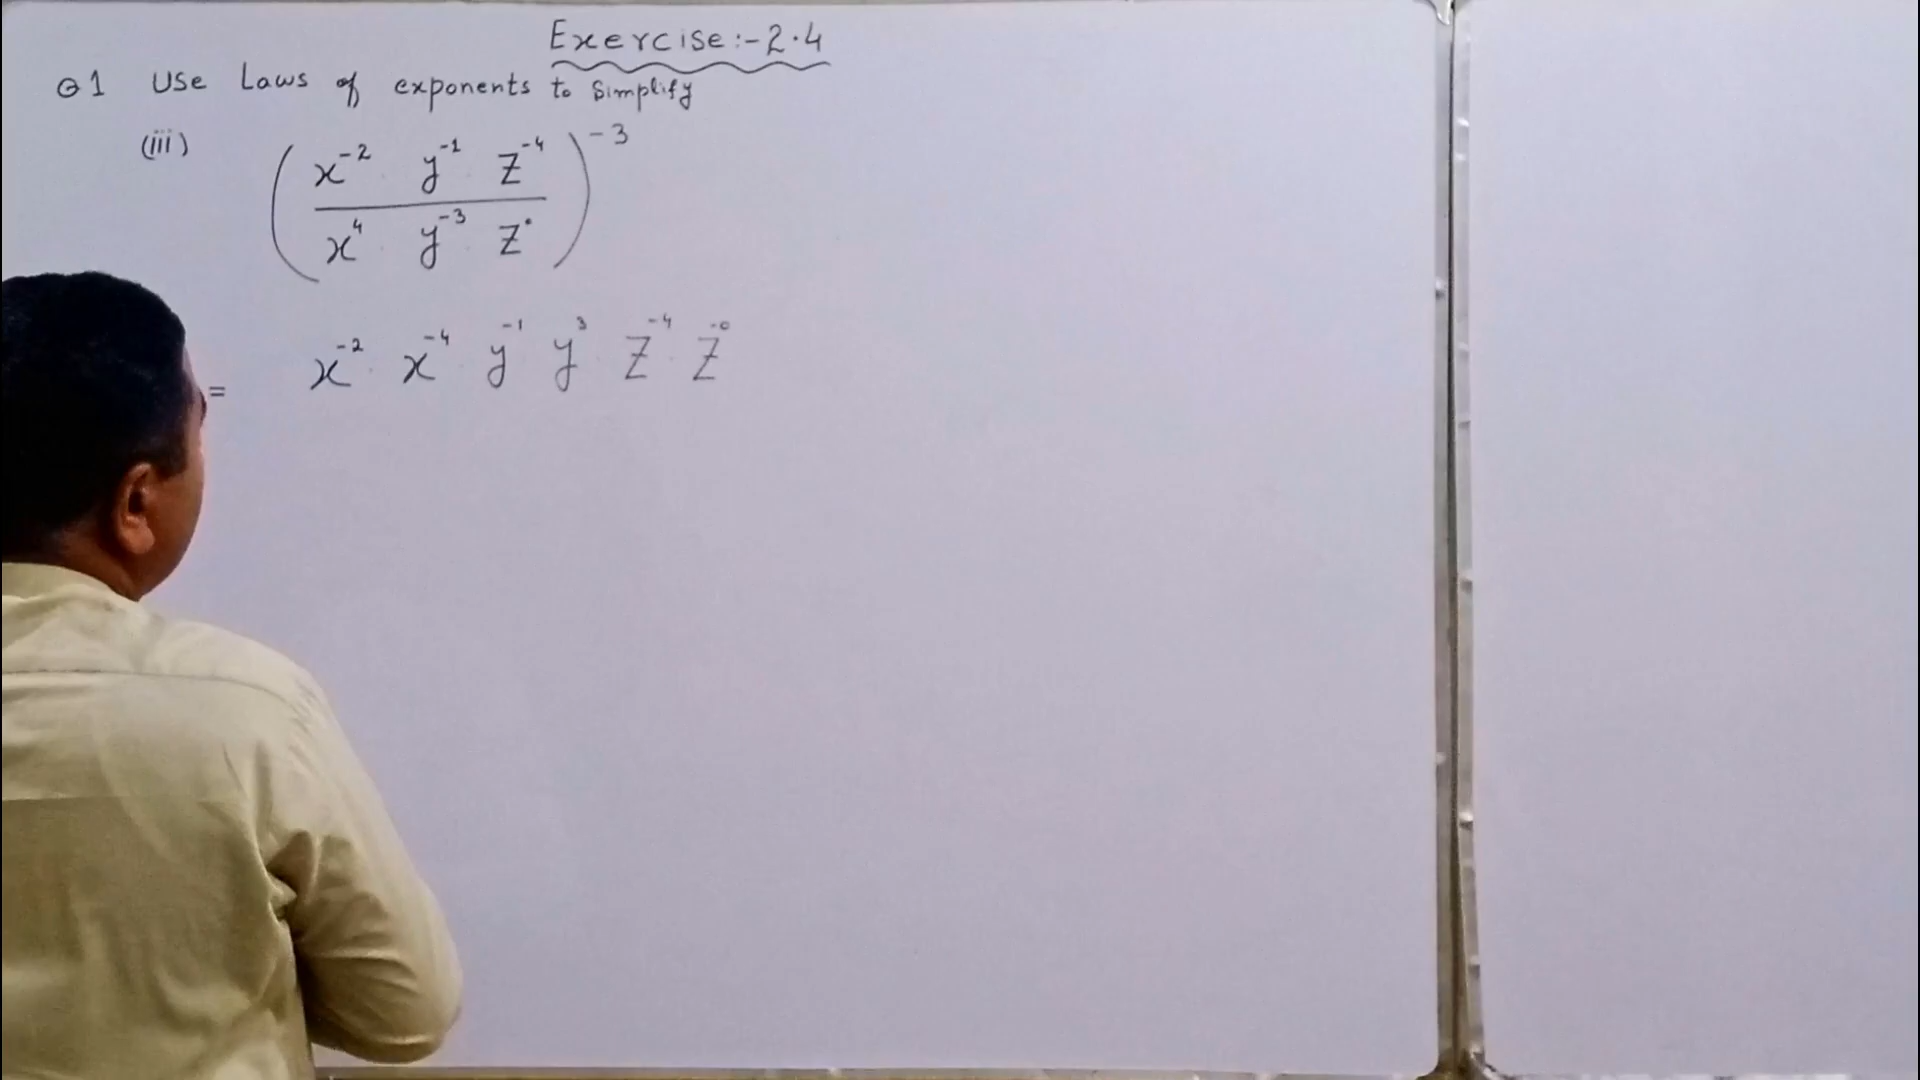 Exercise:-2.4
Q1 Use Laws of exponents to Simplify
(iii) (x⁻² y⁻¹ z⁻⁴ / x⁴ y⁻³ z⁰)⁻³
= x⁻² · x⁻⁴ y⁻¹ y³ z⁻⁴ · z⁻⁰